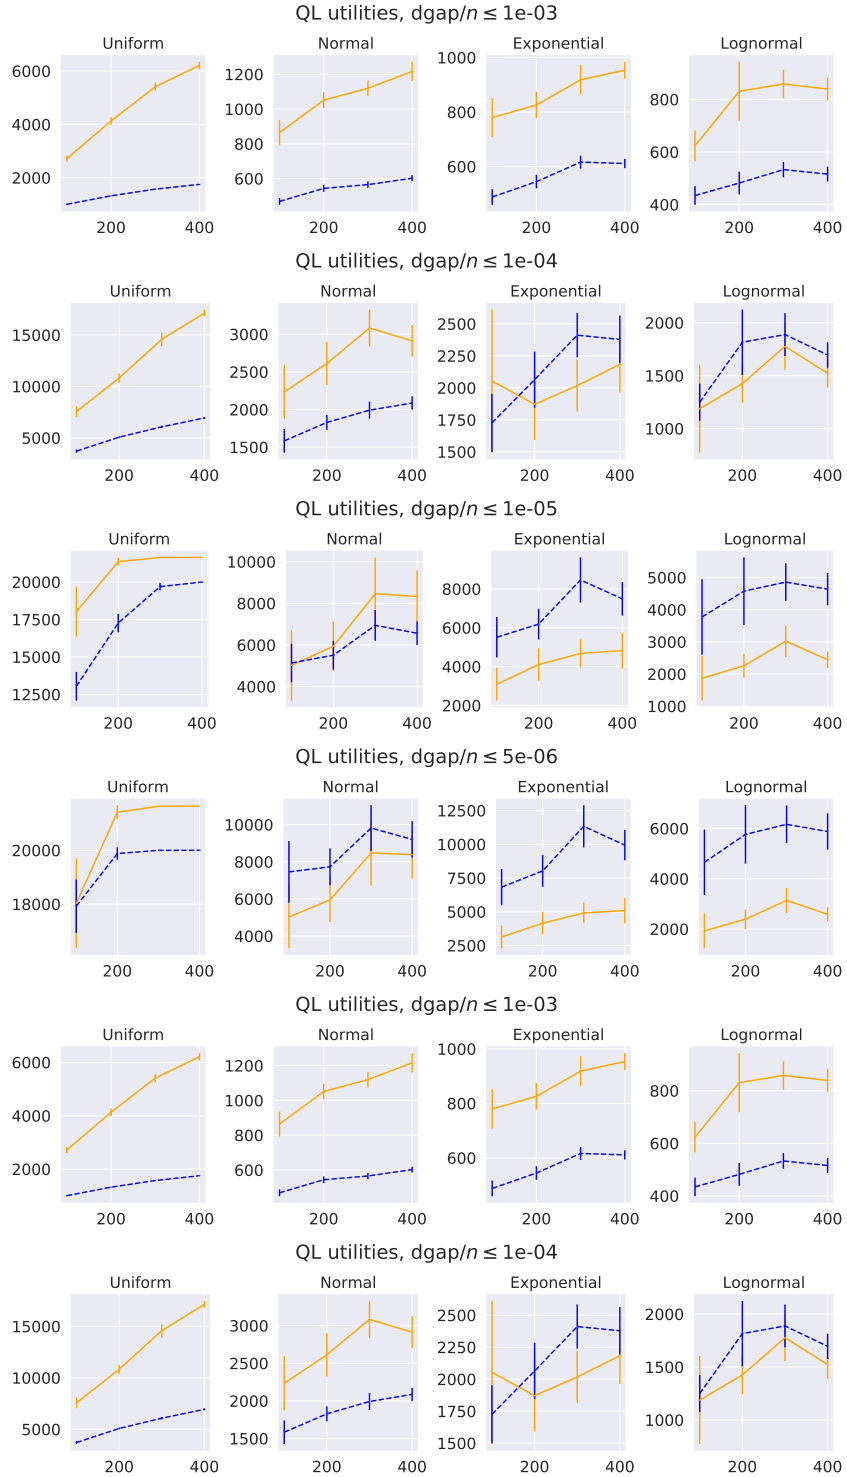 QL utilities, dgap/n ≤ 1e-03
Uniform Normal Exponential Lognormal
6000 4000 2000 200 400
1200 1000 800 600 200 400
1000 800 600 200 400
800 600 400 200 400
QL utilities, dgap/n ≤ 1e-04
Uniform Normal Exponential Lognormal
15000 10000 5000 200 400
3000 2500 2000 1500 200 400
2500 2250 2000 1750 1500 200 400
2000 1500 1000 200 400
QL utilities, dgap/n ≤ 1e-05
Uniform Normal Exponential Lognormal
20000 17500 15000 12500 200 400
10000 8000 6000 4000 200 400
8000 6000 4000 2000 200 400
5000 4000 3000 2000 1000 200 400
QL utilities, dgap/n ≤ 5e-06
Uniform Normal Exponential Lognormal
20000 18000 200 400
10000 8000 6000 4000 200 400
12500 10000 7500 5000 2500 200 400
6000 4000 2000 200 400
QL utilities, dgap/n ≤ 1e-03
Uniform Normal Exponential Lognormal
6000 4000 2000 200 400
1200 1000 800 600 200 400
1000 800 600 200 400
800 600 400 200 400
QL utilities, dgap/n ≤ 1e-04
Uniform Normal Exponential Lognormal
15000 10000 5000 200 400
3000 2500 2000 1500 200 400
2500 2250 2000 1750 1500 200 400
2000 1500 1000 200 400